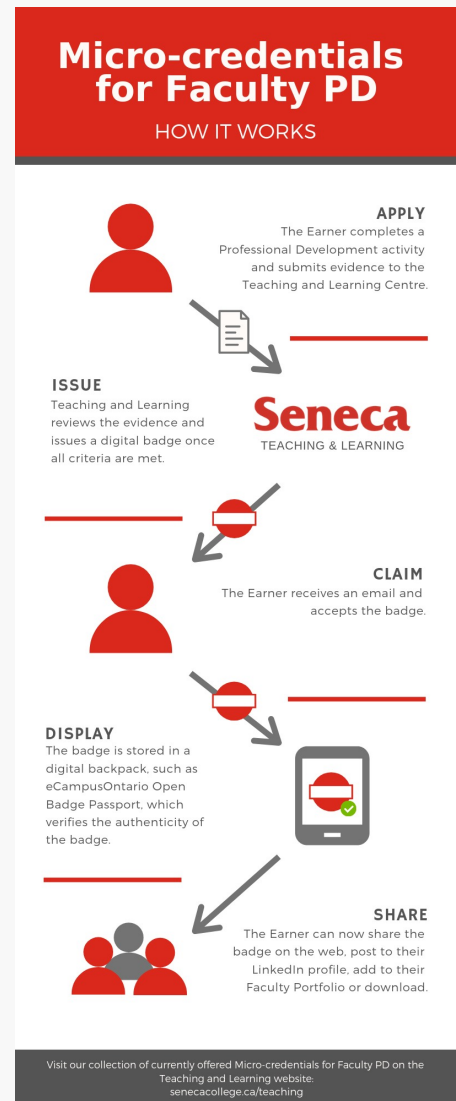 Micro-credentials
for Faculty PD
HOW IT WORKS
APPLY
The Earner completes a
Professional Development activity
and submits evidence to the
Teaching and Learning Centre.
ISSUE
Teaching and Learning
reviews the evidence and
issues a digital badge once
all criteria are met.
Seneca
TEACHING & LEARNING
CLAIM
The Earner receives an email and
accepts the badge.
DISPLAY
The badge is stored in a
digital backpack, such as
eCampusOntario Open
Badge Passport, which
verifies the authenticity of
the badge.
SHARE
The Earner can now share the
badge on the web, post to their
LinkedIn profile, add to their
Faculty Portfolio or download.
Visit our collection of currently offered Micro-credentials for Faculty PD on the
Teaching and Learning website:
senecacollege.ca/teaching